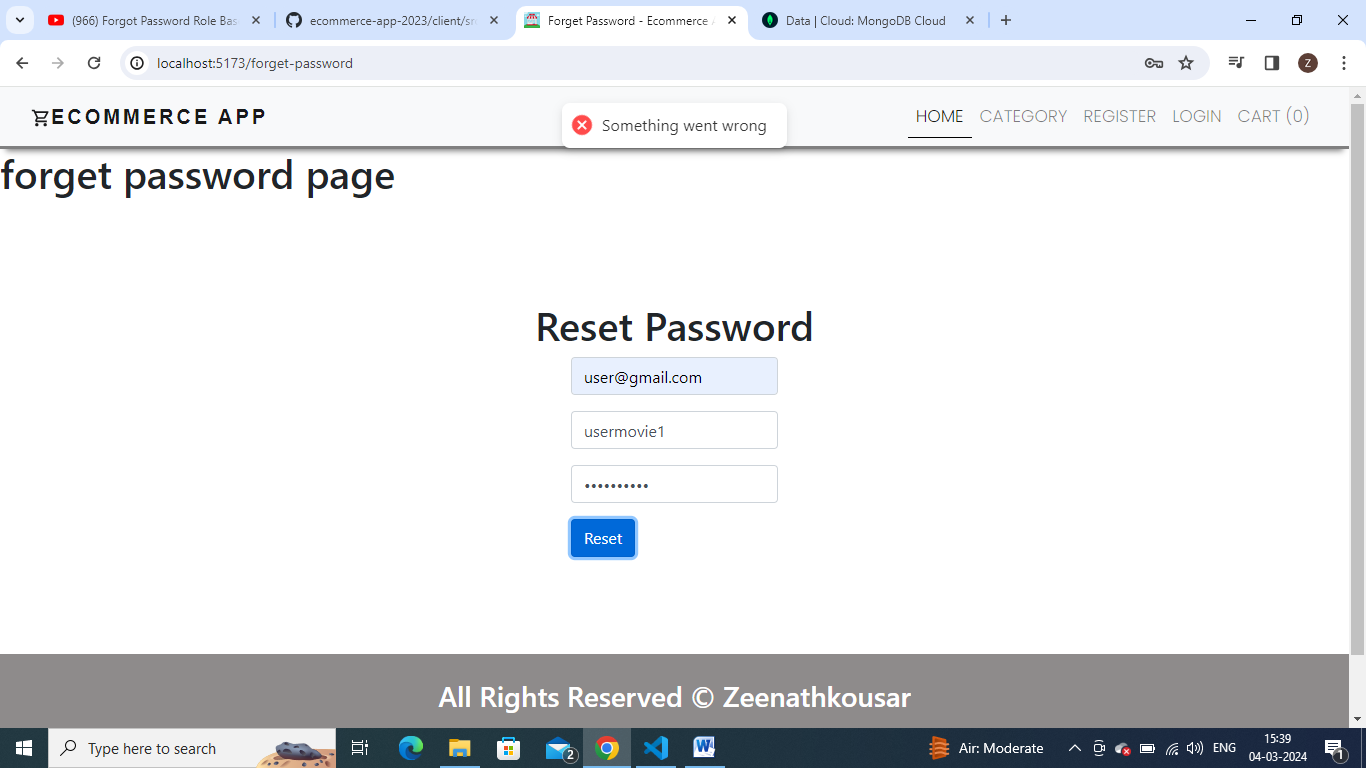 (966) Forgot Password Role Bas
ecommerce-app-2023/client/sr
Forget Password - Ecommerce A
Data | Cloud: MongoDB Cloud
localhost:5173/forget-password
Z
ECOMMERCE APP
Something went wrong
HOME
CATEGORY
REGISTER
LOGIN
CART (0)
forget password page
Reset Password
user@gmail.com
usermovie1
••••••••••
Reset
All Rights Reserved © Zeenathkousar
Type here to search
2
W
Air: Moderate
ENG
15:39
04-03-2024
1